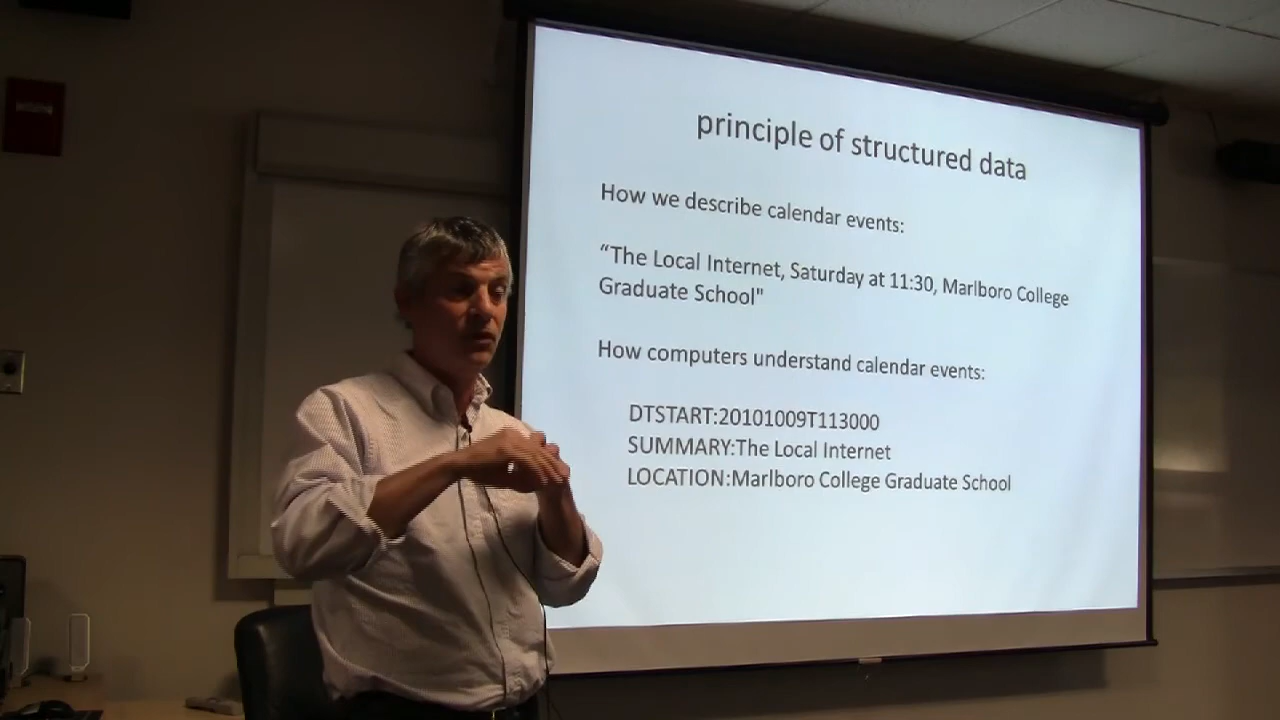 principle of structured data
How we describe calendar events:
“The Local Internet, Saturday at 11:30, Marlboro College
Graduate School"
How computers understand calendar events:
DTSTART:20101009T113000
SUMMARY:The Local Internet
LOCATION:Marlboro College Graduate School